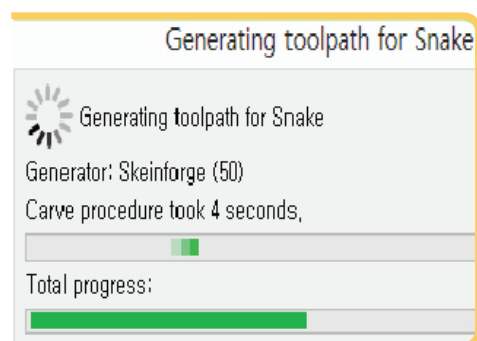 Generating toolpath for Snake
Generating toolpath for Snake
Generator: Skeinforge (50)
Carve procedure took 4 seconds,
Total progress: